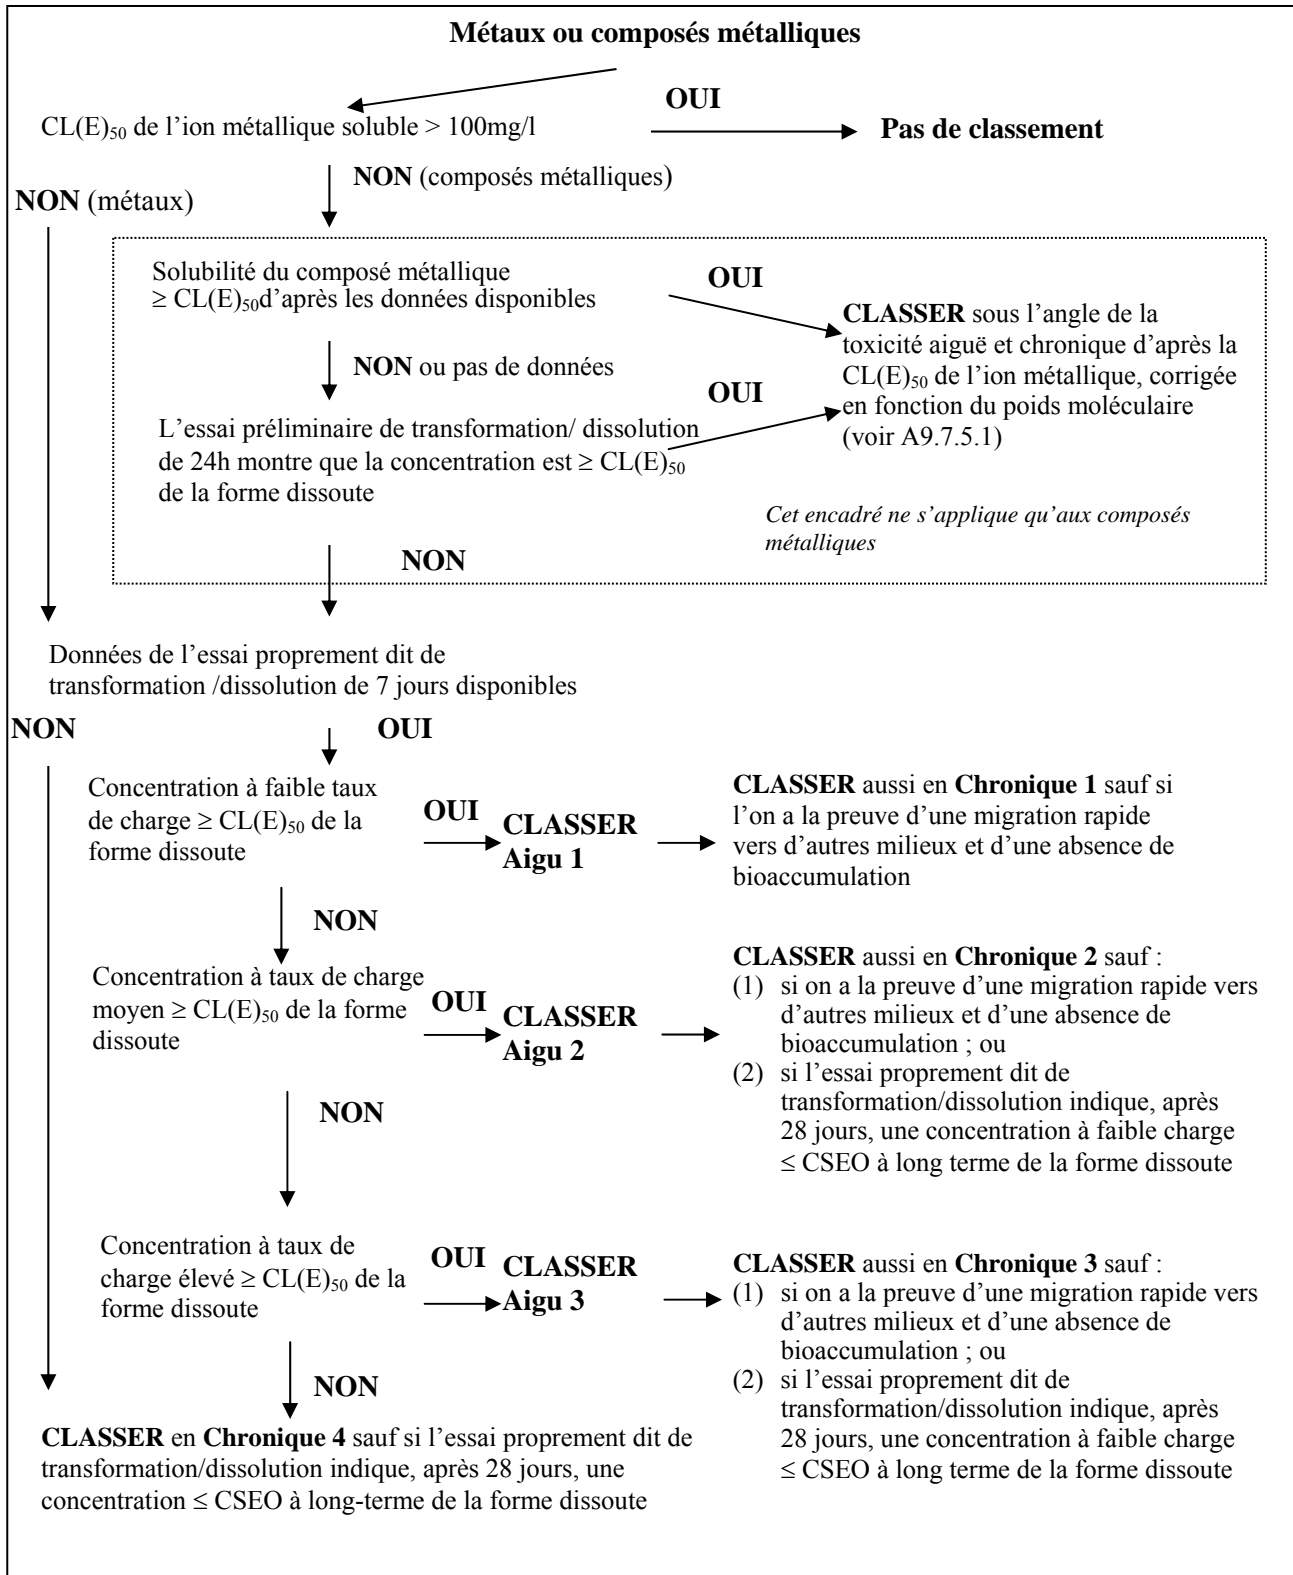 Métaux ou composés métalliques
OUI
CL(E)50 de l'ion métallique soluble > 100mg/l
Pas de classement
NON (composés métalliques)
NON (métaux)
Solubilité du composé métallique
≥ CL(E)50d'après les données disponibles
OUI
CLASSER sous l'angle de la
toxicité aiguë et chronique d'après la
CL(E)50 de l'ion métallique, corrigée
en fonction du poids moléculaire
(voir A9.7.5.1)
NON ou pas de données
OUI
L'essai préliminaire de transformation/ dissolution
de 24h montre que la concentration est ≥ CL(E)50
de la forme dissoute
Cet encadré ne s'applique qu'aux composés
métalliques
NON
Données de l'essai proprement dit de
transformation /dissolution de 7 jours disponibles
NON
OUI
Concentration à faible taux
de charge ≥ CL(E)50 de la
forme dissoute
OUI
CLASSER
Aigu 1
CLASSER aussi en Chronique 1 sauf si
l'on a la preuve d'une migration rapide
vers d'autres milieux et d'une absence de
bioaccumulation
NON
Concentration à taux de charge
moyen ≥ CL(E)50 de la forme
dissoute
OUI
CLASSER
Aigu 2
CLASSER aussi en Chronique 2 sauf :
(1) si on a la preuve d'une migration rapide vers
d'autres milieux et d'une absence de
bioaccumulation ; ou
(2) si l'essai proprement dit de
transformation/dissolution indique, après
28 jours, une concentration à faible charge
≤ CSEO à long terme de la forme dissoute
NON
Concentration à taux de
charge élevé ≥ CL(E)50 de la
forme dissoute
OUI
CLASSER
Aigu 3
CLASSER aussi en Chronique 3 sauf :
(1) si on a la preuve d'une migration rapide vers
d'autres milieux et d'une absence de
bioaccumulation ; ou
(2) si l'essai proprement dit de
transformation/dissolution indique, après
28 jours, une concentration à faible charge
≤ CSEO à long terme de la forme dissoute
NON
CLASSER en Chronique 4 sauf si l'essai proprement dit de
transformation/dissolution indique, après 28 jours, une
concentration ≤ CSEO à long-terme de la forme dissoute